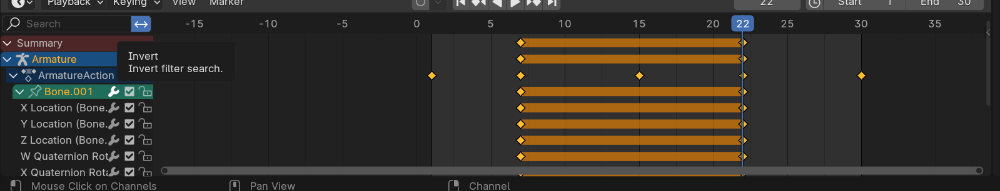 Playback Keying View Marker 22 Start 1 End 30
Search -15 -10 -5 0 5 10 15 20 22 25 30 35
Summary
Armature
Invert
Invert filter search.
ArmatureAction
Bone.001
X Location (Bone.
Y Location (Bone.
Z Location (Bone.
W Quaternion Rot
X Quaternion Rota
Mouse Click on Channels Pan View Channel